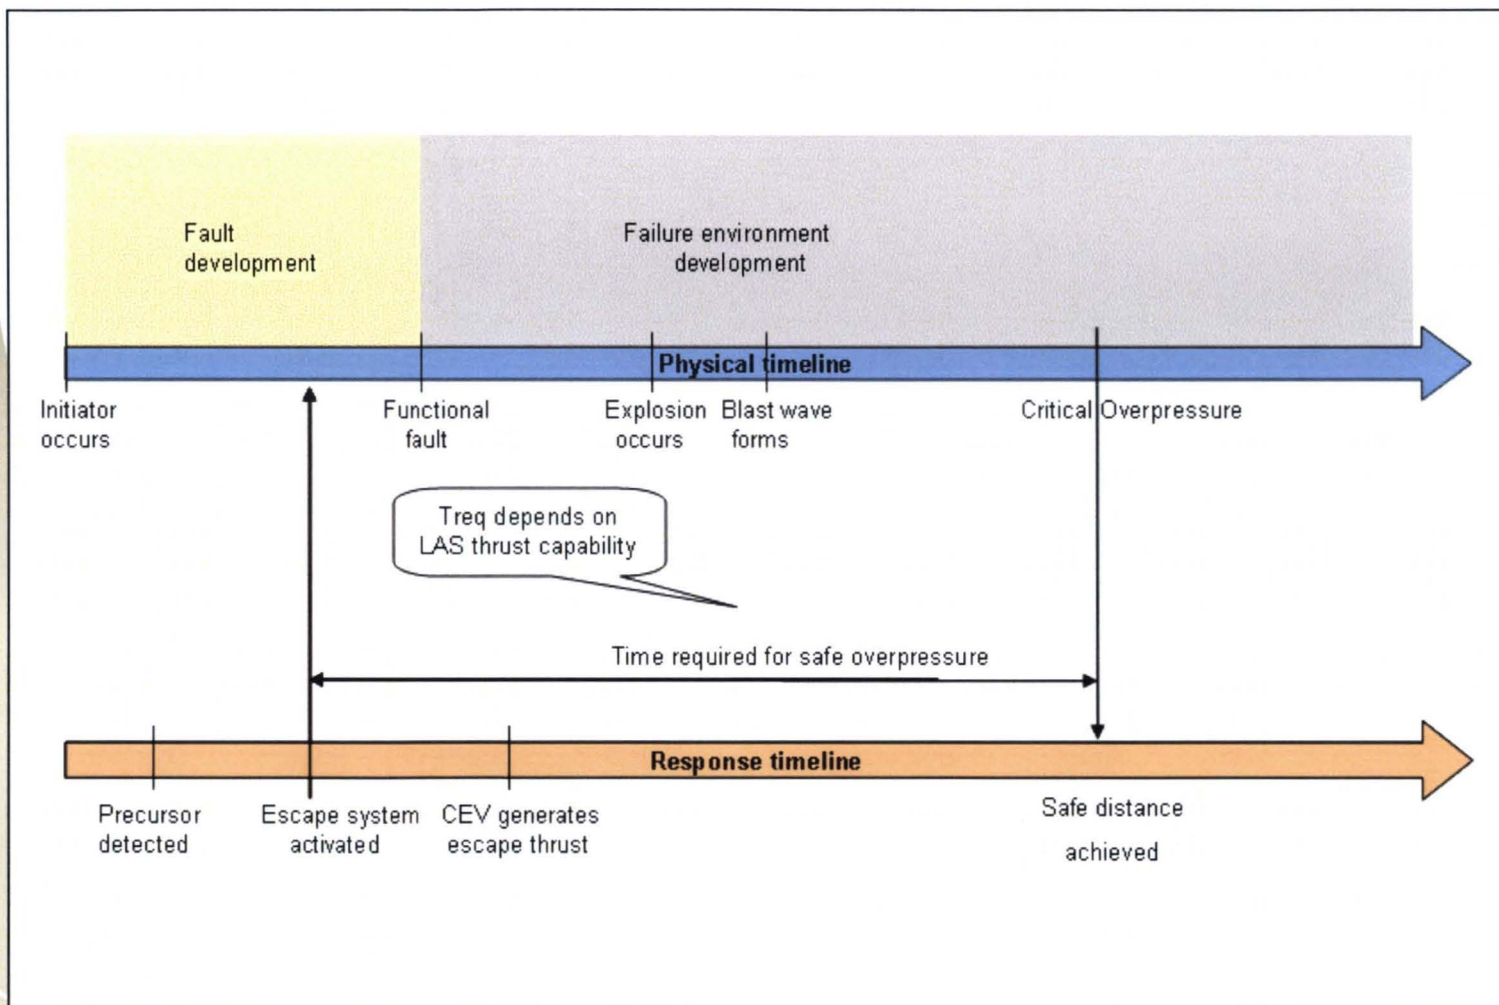 Fault
development
Failure environment
development
Physical timeline
Initiator
occurs
Functional
fault
Explosion
occurs
Blast wave
forms
Critical Overpressure
Treq depends on
LAS thrust capability
Time required for safe overpressure
Response timeline
Precursor
detected
Escape system
activated
CEV generates
escape thrust
Safe distance
achieved